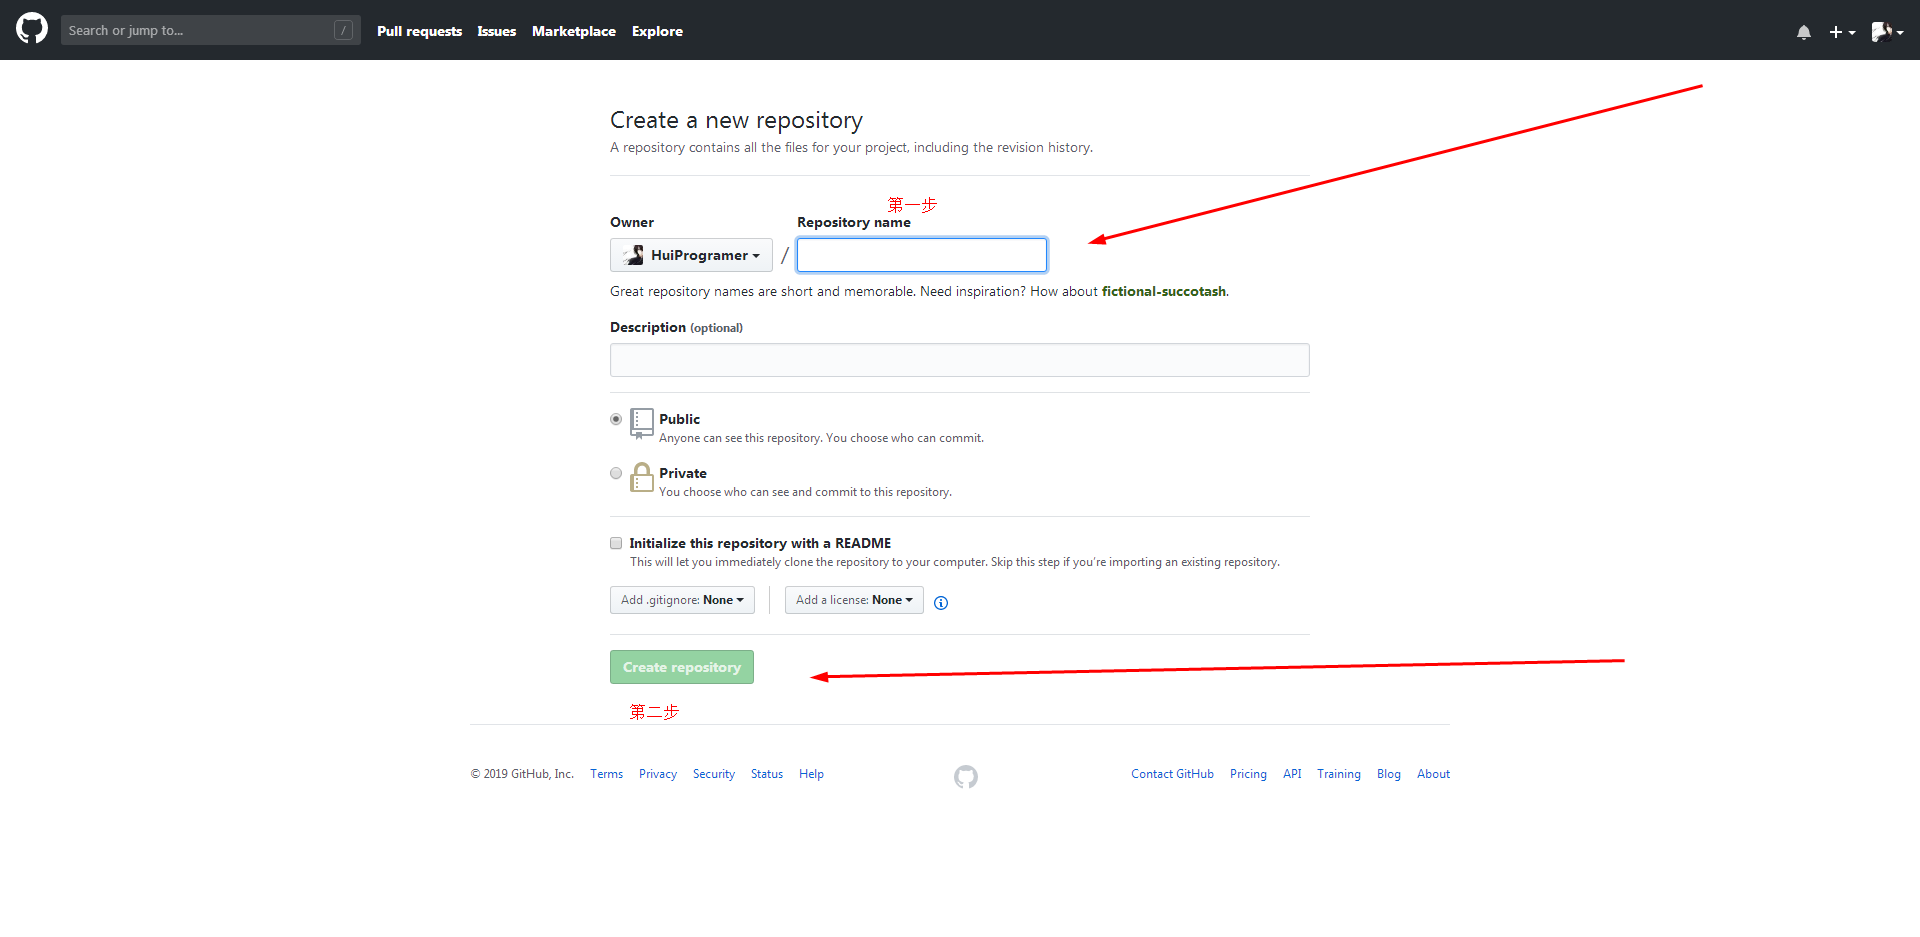 Search or jump to... /
Pull requests Issues Marketplace Explore
Create a new repository
A repository contains all the files for your project, including the revision history.
第一步
Owner Repository name
HuiProgramer /
Great repository names are short and memorable. Need inspiration? How about fictional-succotash.
Description (optional)
Public
Anyone can see this repository. You choose who can commit.
Private
You choose who can see and commit to this repository.
Initialize this repository with a README
This will let you immediately clone the repository to your computer. Skip this step if you're importing an existing repository.
Add .gitignore: None Add a license: None
Create repository
第二步
© 2019 GitHub, Inc. Terms Privacy Security Status Help Contact GitHub Pricing API Training Blog About